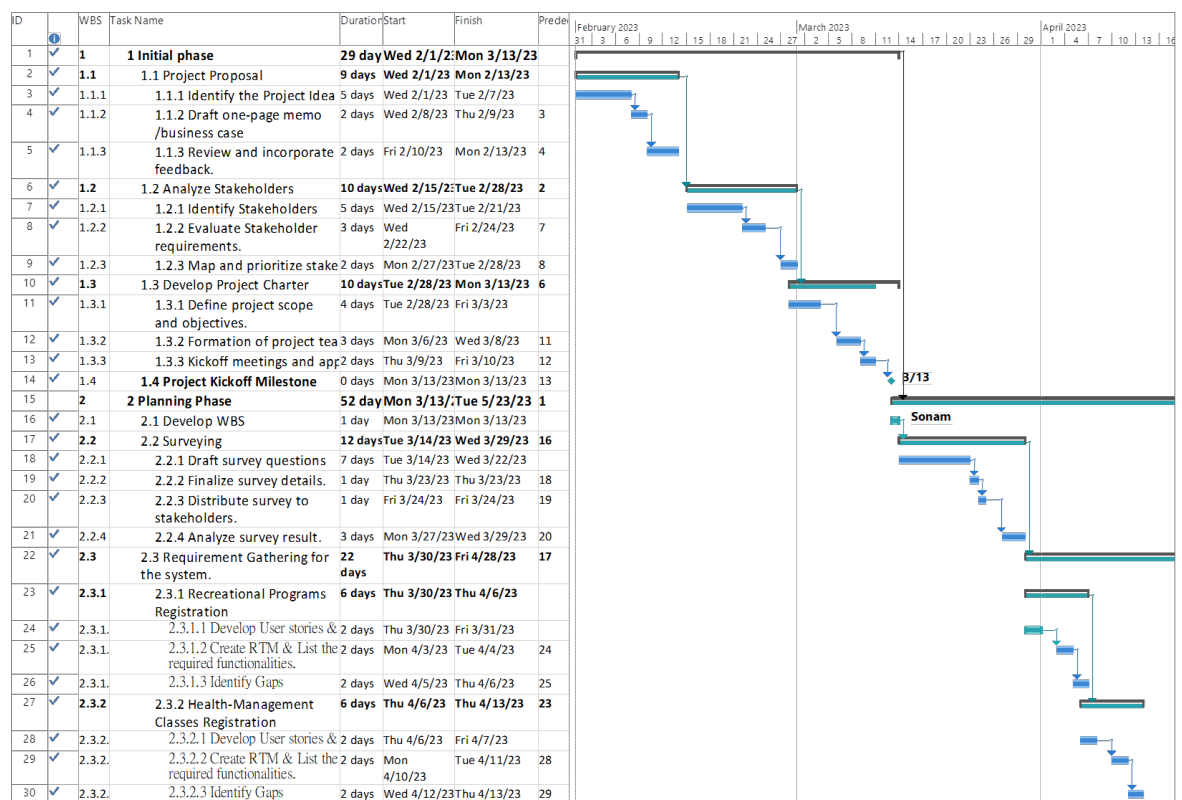 ID WBS Task Name Duration Start Finish Prede
February 2023 March 2023 April 2023
31 3 6 9 12 15 18 21 24 27 2 5 8 11 14 17 20 23 26 29 1 4 7 10 13 16
1 1 1 Initial phase 29 day Wed 2/1/23 Mon 3/13/23
2 1.1 1.1 Project Proposal 9 days Wed 2/1/23 Mon 2/13/23
3 1.1.1 1.1.1 Identify the Project Idea 5 days Wed 2/1/23 Tue 2/7/23
4 1.1.2 1.1.2 Draft one-page memo 2 days Wed 2/8/23 Thu 2/9/23 3
/business case
5 1.1.3 1.1.3 Review and incorporate 2 days Fri 2/10/23 Mon 2/13/23 4
feedback.
6 1.2 1.2 Analyze Stakeholders 10 days Wed 2/15/23 Tue 2/28/23 2
7 1.2.1 1.2.1 Identify Stakeholders 5 days Wed 2/15/23 Tue 2/21/23
8 1.2.2 1.2.2 Evaluate Stakeholder 3 days Wed Fri 2/24/23 7
requirements. 2/22/23
9 1.2.3 1.2.3 Map and prioritize stake 2 days Mon 2/27/23 Tue 2/28/23 8
10 1.3 1.3 Develop Project Charter 10 days Tue 2/28/23 Mon 3/13/23 6
11 1.3.1 1.3.1 Define project scope 4 days Tue 2/28/23 Fri 3/3/23
and objectives.
12 1.3.2 1.3.2 Formation of project tea 3 days Mon 3/6/23 Wed 3/8/23 11
13 1.3.3 1.3.3 Kickoff meetings and app 2 days Thu 3/9/23 Fri 3/10/23 12
14 1.4 1.4 Project Kickoff Milestone 0 days Mon 3/13/23 Mon 3/13/23 13 3/13
15 2 2 Planning Phase 52 day Mon 3/13/ Tue 5/23/23 1
16 2.1 2.1 Develop WBS 1 day Mon 3/13/23 Mon 3/13/23 Sonam
17 2.2 2.2 Surveying 12 days Tue 3/14/23 Wed 3/29/23 16
18 2.2.1 2.2.1 Draft survey questions 7 days Tue 3/14/23 Wed 3/22/23
19 2.2.2 2.2.2 Finalize survey details. 1 day Thu 3/23/23 Thu 3/23/23 18
20 2.2.3 2.2.3 Distribute survey to 1 day Fri 3/24/23 Fri 3/24/23 19
stakeholders.
21 2.2.4 2.2.4 Analyze survey result. 3 days Mon 3/27/23 Wed 3/29/23 20
22 2.3 2.3 Requirement Gathering for 22 Thu 3/30/23 Fri 4/28/23 17
the system. days
23 2.3.1 2.3.1 Recreational Programs 6 days Thu 3/30/23 Thu 4/6/23
Registration
24 2.3.1. 2.3.1.1 Develop User stories & 2 days Thu 3/30/23 Fri 3/31/23
25 2.3.1. 2.3.1.2 Create RTM & List the 2 days Mon 4/3/23 Tue 4/4/23 24
required functionalities.
26 2.3.1. 2.3.1.3 Identify Gaps 2 days Wed 4/5/23 Thu 4/6/23 25
27 2.3.2 2.3.2 Health-Management 6 days Thu 4/6/23 Thu 4/13/23 23
Classes Registration
28 2.3.2. 2.3.2.1 Develop User stories & 2 days Thu 4/6/23 Fri 4/7/23
29 2.3.2. 2.3.2.2 Create RTM & List the 2 days Mon Tue 4/11/23 28
required functionalities. 4/10/23
30 2.3.2. 2.3.2.3 Identify Gaps 2 days Wed 4/12/23 Thu 4/13/23 29